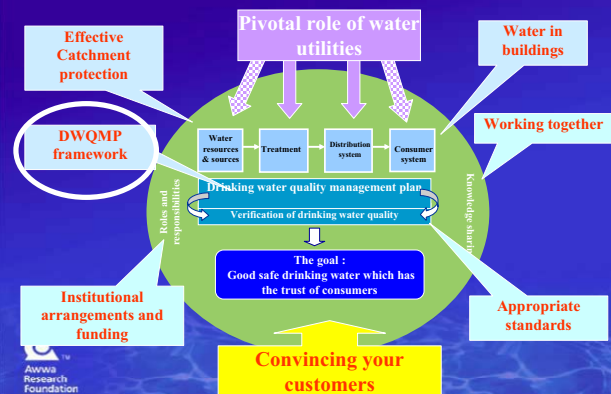 Pivotal role of water
utilities
Effective
Catchment
protection
Water in
buildings
DWQMP
framework
Working together
Water
resources
& sources
Treatment
Distribution
system
Consumer
system
Drinking water quality management plan
Verification of drinking water quality
Roles and
responsibilities
Knowledge sharing
The goal :
Good safe drinking water which has
the trust of consumers
Institutional
arrangements and
funding
Appropriate
standards
Convincing your
customers
TM
Awwa
Research
Foundation